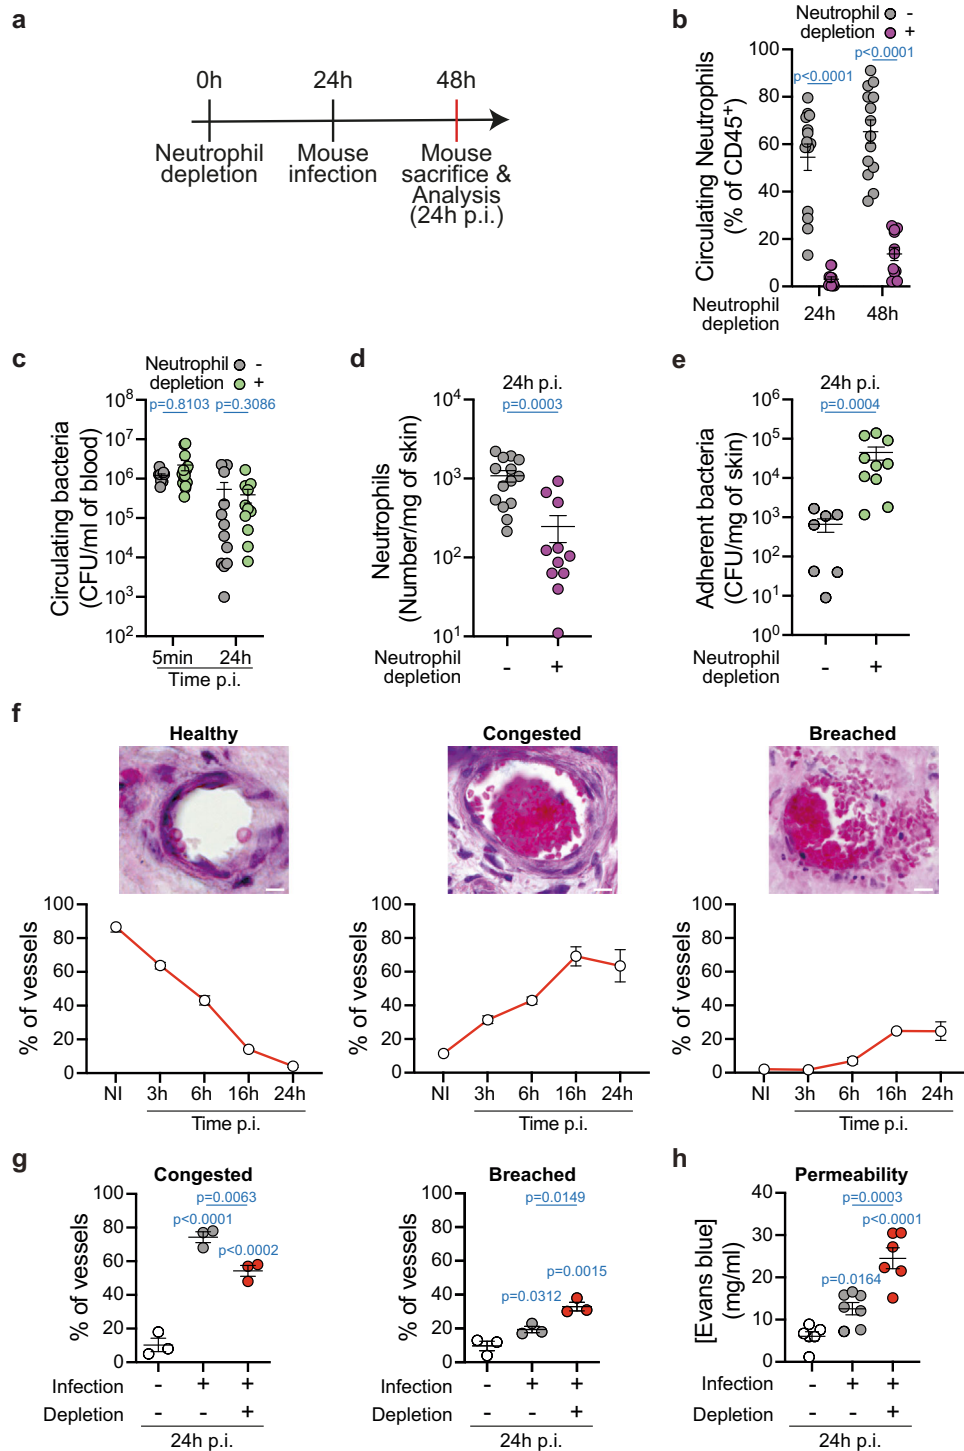 a
0h
24h
48h
Neutrophil
depletion
Mouse
infection
Mouse
sacrifice &
Analysis
(24h p.i.)
b
Neutrophil -
depletion +
Circulating Neutrophils
(% of CD45+)
100
80
60
40
20
0
p<0.0001
p<0.0001
Neutrophil
depletion
24h
48h
c
Neutrophil -
depletion +
Circulating bacteria
(CFU/ml of blood)
10^8
10^7
10^6
10^5
10^4
10^3
10^2
p=0.8103
p=0.3086
5min
24h
Time p.i.
d
24h p.i.
p=0.0003
Neutrophils
(Number/mg of skin)
10^4
10^3
10^2
10^1
Neutrophil
depletion
- +
e
24h p.i.
p=0.0004
Adherent bacteria
(CFU/mg of skin)
10^6
10^5
10^4
10^3
10^2
10^1
10^0
Neutrophil
depletion
- +
f
Healthy
% of vessels
100
80
60
40
20
0
NI 3h 6h 16h 24h
Time p.i.
Congested
% of vessels
100
80
60
40
20
0
NI 3h 6h 16h 24h
Time p.i.
Breached
% of vessels
100
80
60
40
20
0
NI 3h 6h 16h 24h
Time p.i.
g
Congested
% of vessels
100
80
60
40
20
0
p=0.0063
p<0.0001
p<0.0002
Infection - + +
Depletion - - +
24h p.i.
Breached
% of vessels
100
80
60
40
20
0
p=0.0149
p=0.0015
p=0.0312
Infection - + +
Depletion - - +
24h p.i.
h
Permeability
[Evans blue]
(mg/ml)
40
30
20
10
0
p=0.0003
p<0.0001
p=0.0164
Infection - + +
Depletion - - +
24h p.i.